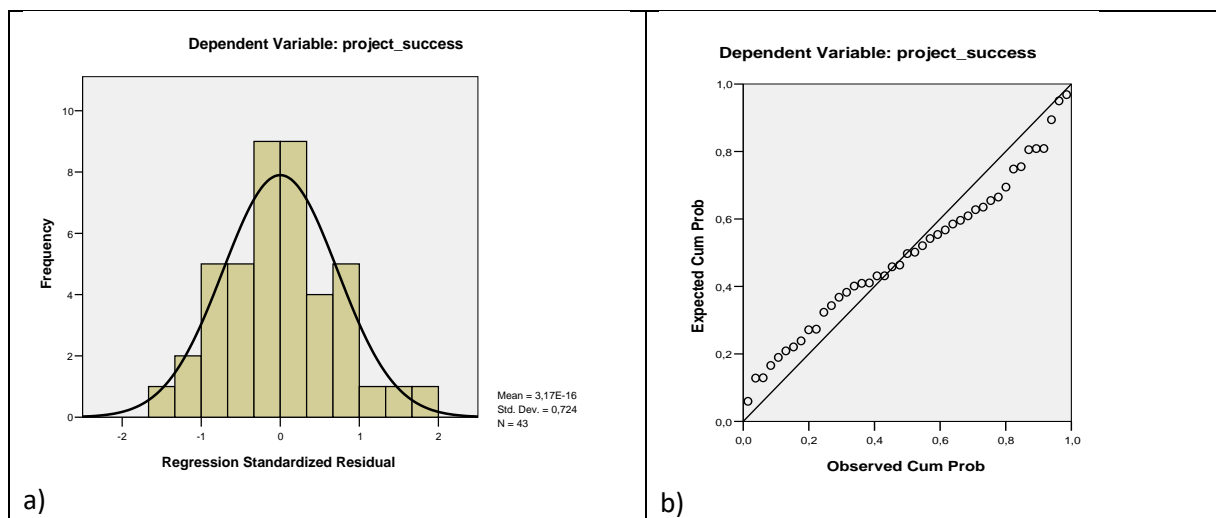 Dependent Variable: project_success
Frequency
10
8
6
4
2
0
-2 -1 0 1 2
Regression Standardized Residual
Mean = 3,17E-16
Std. Dev. = 0,724
N = 43
a)
Dependent Variable: project_success
Expected Cum Prob
1,0
0,8
0,6
0,4
0,2
0,0
0,0 0,2 0,4 0,6 0,8 1,0
Observed Cum Prob
b)